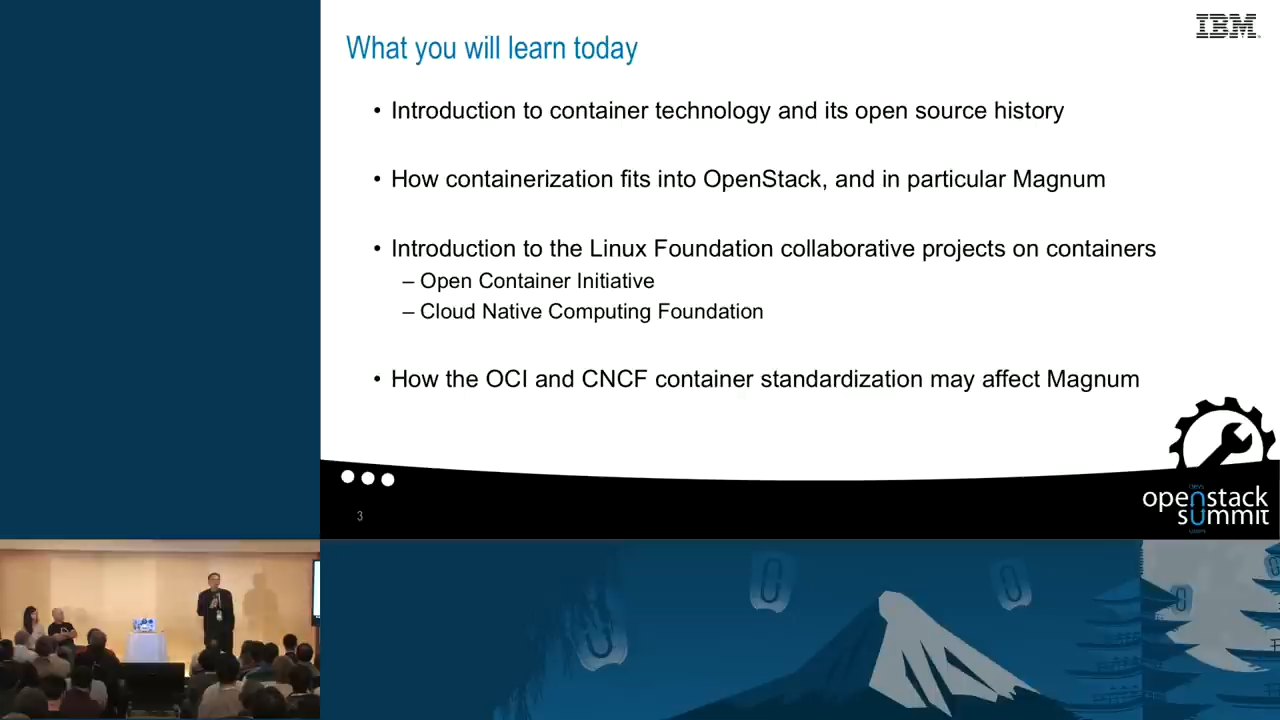 IBM
What you will learn today
• Introduction to container technology and its open source history
• How containerization fits into OpenStack, and in particular Magnum
• Introduction to the Linux Foundation collaborative projects on containers
– Open Container Initiative
– Cloud Native Computing Foundation
• How the OCI and CNCF container standardization may affect Magnum
3
openstack
summit